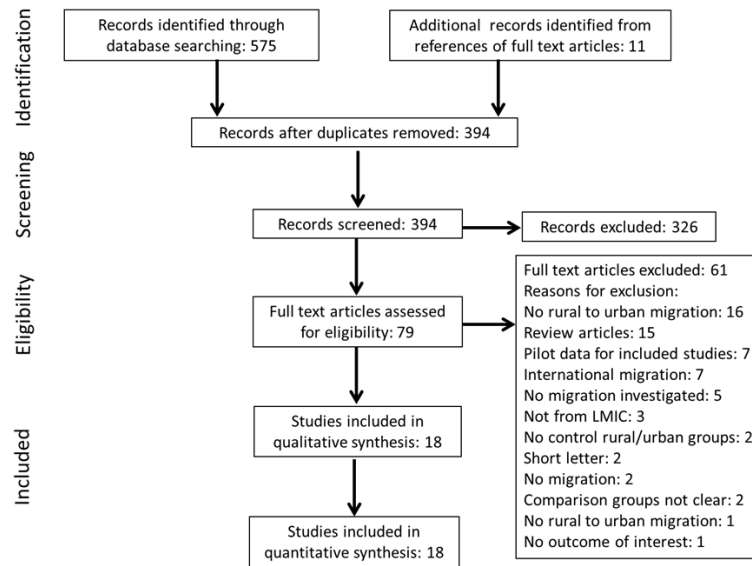 Identification
Records identified through
database searching: 575
Additional records identified from
references of full text articles: 11
Records after duplicates removed: 394
Screening
Records screened: 394
Records excluded: 326
Eligibility
Full text articles assessed
for eligibility: 79
Full text articles excluded: 61
Reasons for exclusion:
No rural to urban migration: 16
Review articles: 15
Pilot data for included studies: 7
International migration: 7
No migration investigated: 5
Not from LMIC: 3
No control rural/urban groups: 2
Short letter: 2
No migration: 2
Comparison groups not clear: 2
No rural to urban migration: 1
No outcome of interest: 1
Included
Studies included in
qualitative synthesis: 18
Studies included in
quantitative synthesis: 18